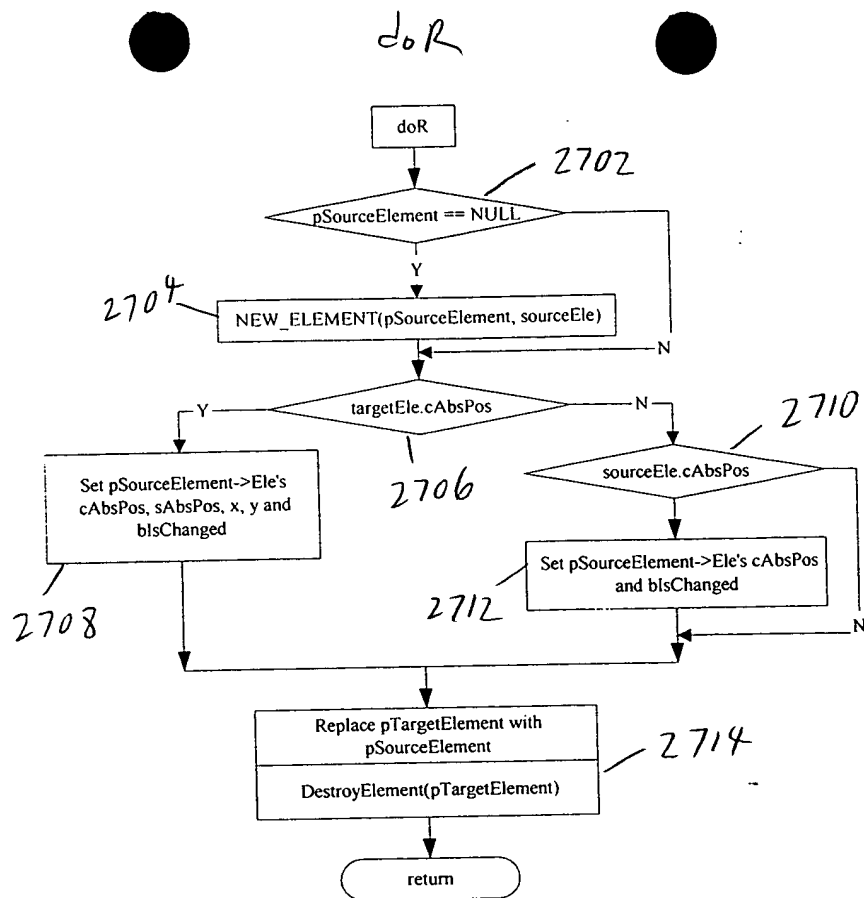 doR
doR
2702
pSourceElement == NULL
Y
2704
NEW_ELEMENT(pSourceElement, sourceEle)
N
Y
targetEle.cAbsPos
N
2710
2706
sourceEle.cAbsPos
Set pSourceElement->Ele's
cAbsPos, sAbsPos, x, y and
bIsChanged
2708
Set pSourceElement->Ele's cAbsPos
and bIsChanged
2712
N
Replace pTargetElement with
pSourceElement
2714
DestroyElement(pTargetElement)
return